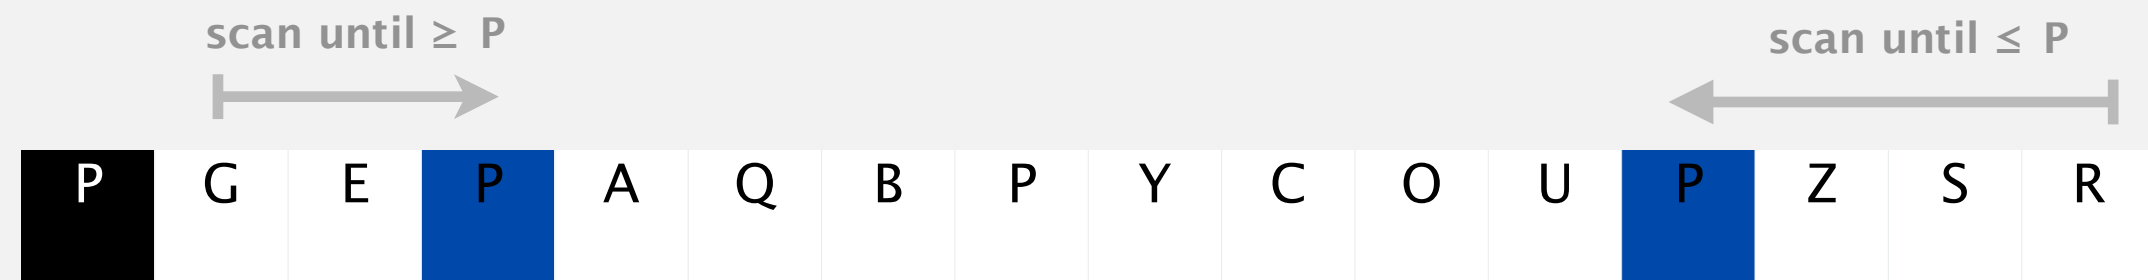 scan until ≥ P
scan until ≤ P
P G E P A Q B P Y C O U P Z S R